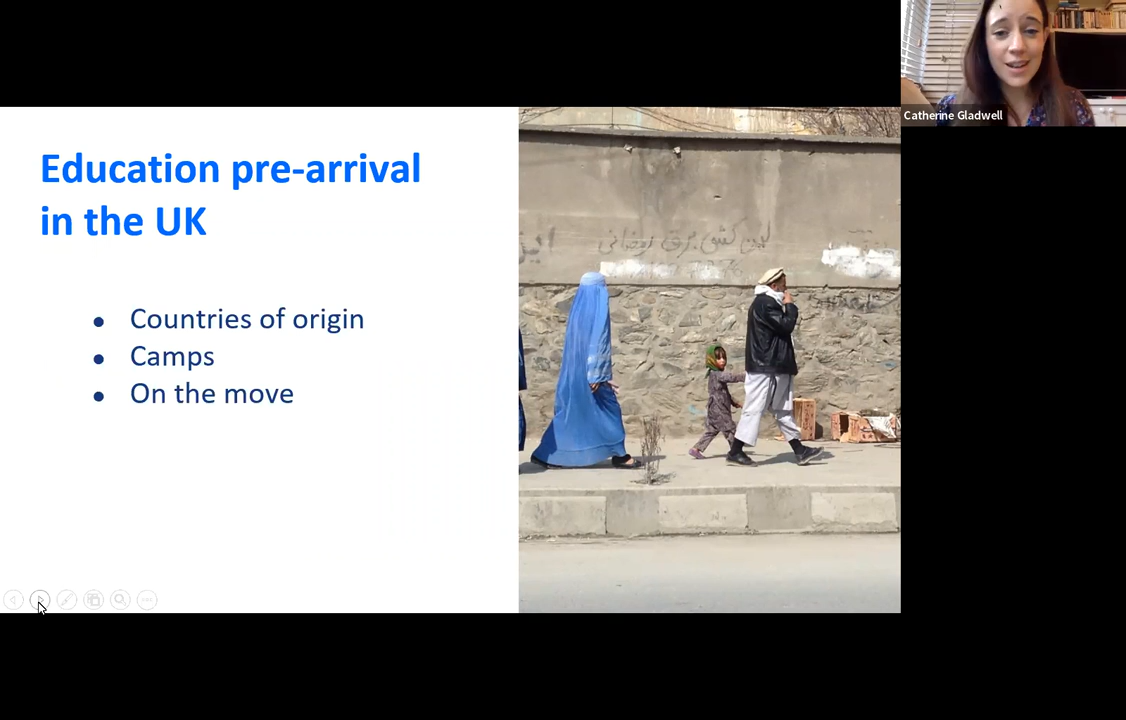 Catherine Gladwell
Education pre-arrival
in the UK
● Countries of origin
● Camps
● On the move